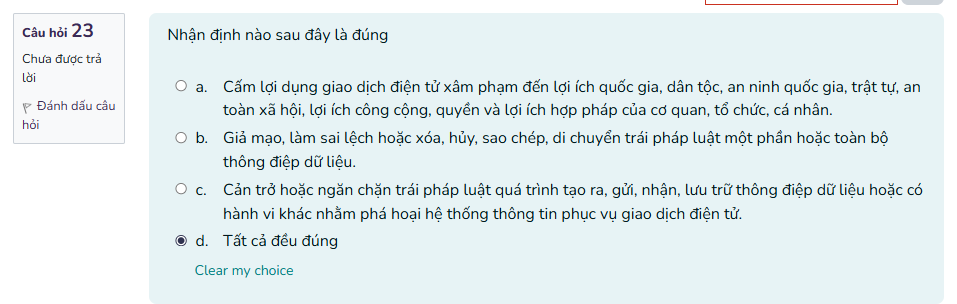 Câu hỏi 23
Chưa được trả
lời
Đánh dấu câu
hỏi
Nhận định nào sau đây là đúng
a. Cấm lợi dụng giao dịch điện tử xâm phạm đến lợi ích quốc gia, dân tộc, an ninh quốc gia, trật tự, an
toàn xã hội, lợi ích công cộng, quyền và lợi ích hợp pháp của cơ quan, tổ chức, cá nhân.
b. Giả mạo, làm sai lệch hoặc xóa, hủy, sao chép, di chuyển trái pháp luật một phần hoặc toàn bộ
thông điệp dữ liệu.
c. Cản trở hoặc ngăn chặn trái pháp luật quá trình tạo ra, gửi, nhận, lưu trữ thông điệp dữ liệu hoặc có
hành vi khác nhằm phá hoại hệ thống thông tin phục vụ giao dịch điện tử.
d. Tất cả đều đúng
Clear my choice